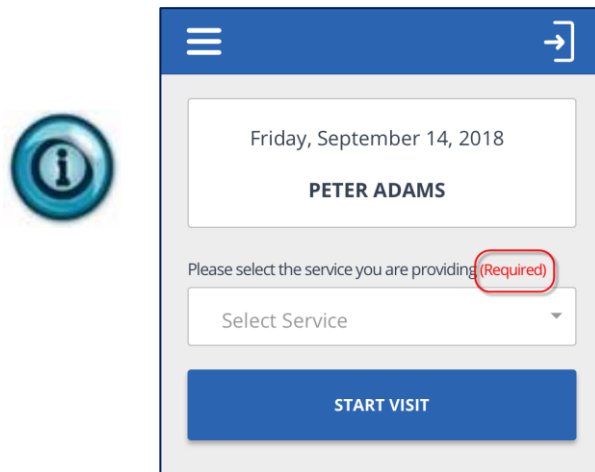 i
Friday, September 14, 2018
PETER ADAMS
Please select the service you are providing (Required)
Select Service
START VISIT